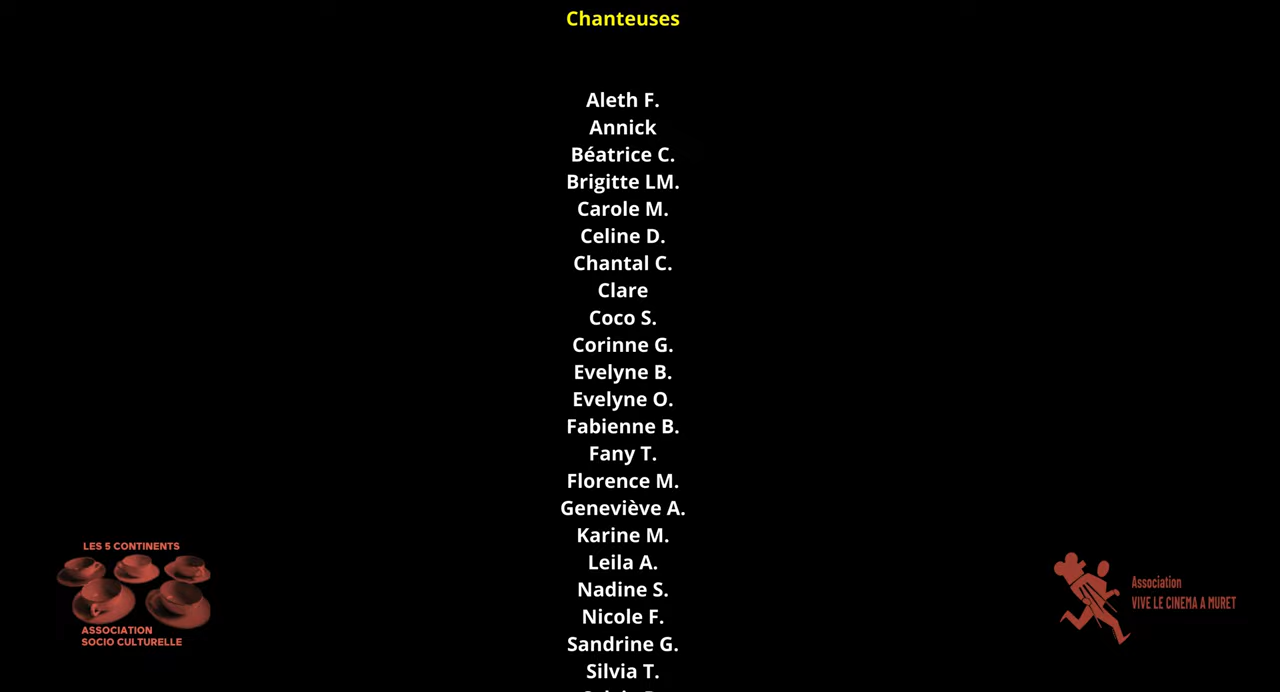 Chanteuses
Aleth F.
Annick
Béatrice C.
Brigitte LM.
Carole M.
Celine D.
Chantal C.
Clare
Coco S.
Corinne G.
Evelyne B.
Evelyne O.
Fabienne B.
Fany T.
Florence M.
Geneviève A.
Karine M.
Leila A.
Nadine S.
Nicole F.
Sandrine G.
Silvia T.
LES 5 CONTINENTS
ASSOCIATION
SOCIO CULTURELLE
Association
VIVE LE CINEMA A MURET